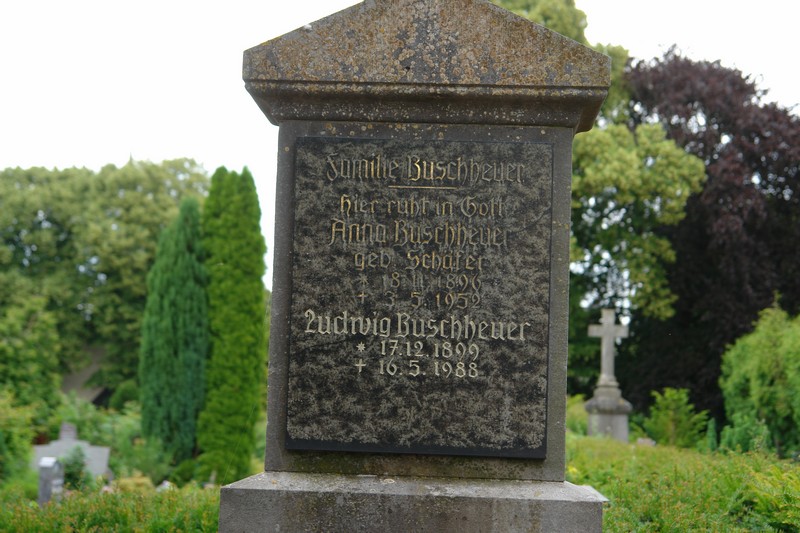 Familie Buschheuer
Hier ruht in Gott
Anna Buschheuer
geb. Schäfer
* 18.11.1896
† 3.5.1952
Ludwig Buschheuer
* 17.12.1899
† 16.5.1988